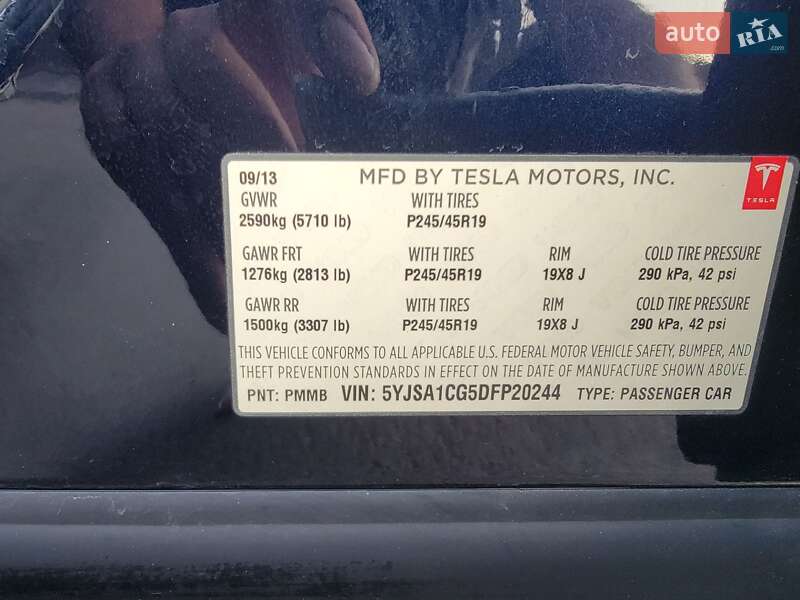 auto RIA.com
09/13 MFD BY TESLA MOTORS, INC.
TESLA
GVWR WITH TIRES
2590kg (5710 lb) P245/45R19
GAWR FRT WITH TIRES RIM COLD TIRE PRESSURE
1276kg (2813 lb) P245/45R19 19X8 J 290 kPa, 42 psi
GAWR RR WITH TIRES RIM COLD TIRE PRESSURE
1500kg (3307 lb) P245/45R19 19X8 J 290 kPa, 42 psi
THIS VEHICLE CONFORMS TO ALL APPLICABLE U.S. FEDERAL MOTOR VEHICLE SAFETY, BUMPER, AND
THEFT PREVENTION STANDARDS IN EFFECT ON THE DATE OF MANUFACTURE SHOWN ABOVE.
PNT: PMMB VIN: 5YJSA1CG5DFP20244 TYPE: PASSENGER CAR